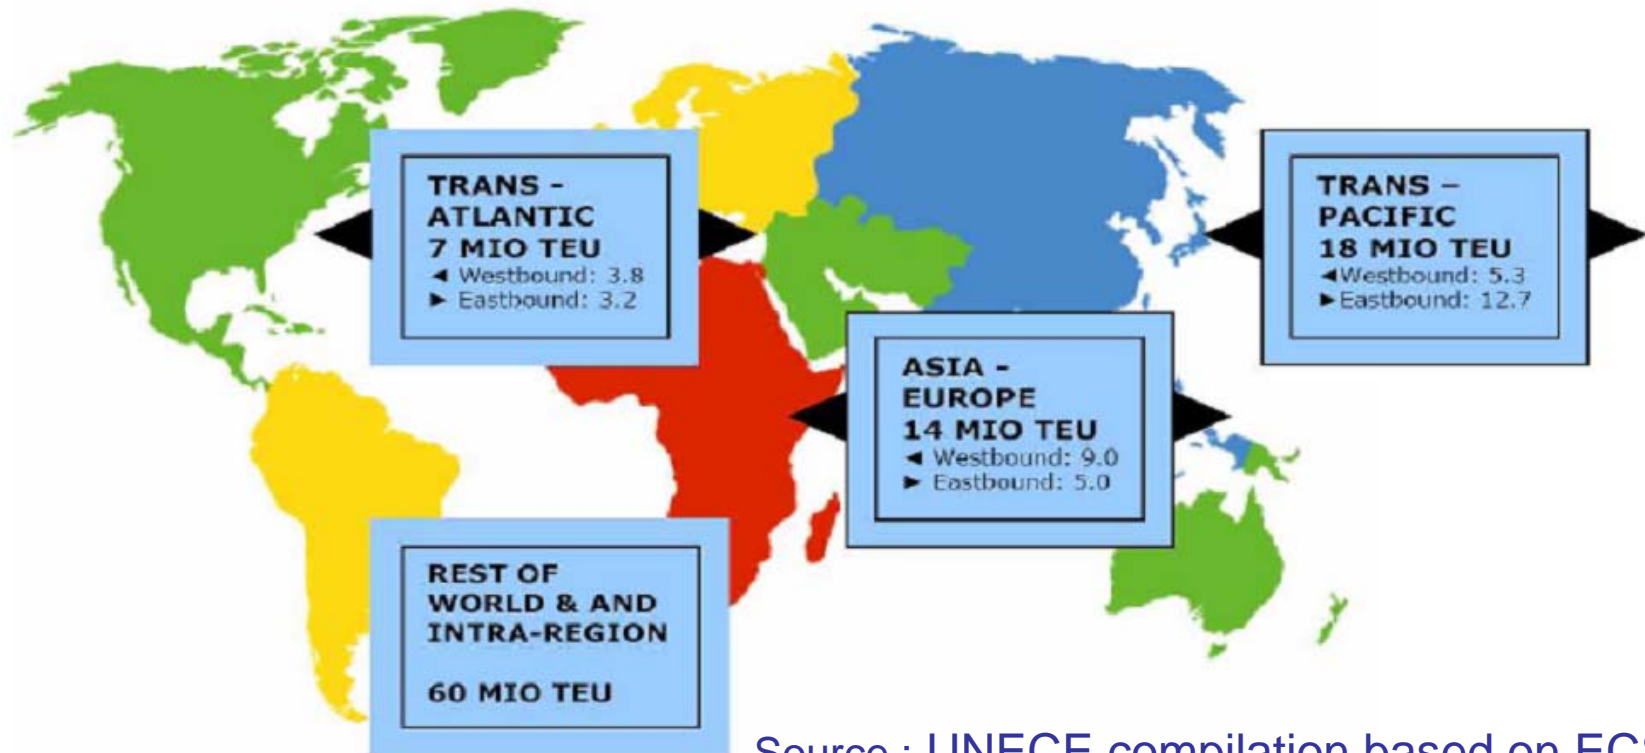 TRANS -
ATLANTIC
7 MIO TEU
◄ Westbound: 3.8
► Eastbound: 3.2
TRANS –
PACIFIC
18 MIO TEU
◄Westbound: 5.3
►Eastbound: 12.7
ASIA -
EUROPE
14 MIO TEU
◄ Westbound: 9.0
► Eastbound: 5.0
REST OF
WORLD & AND
INTRA-REGION
60 MIO TEU
Source : UNECE compilation based on